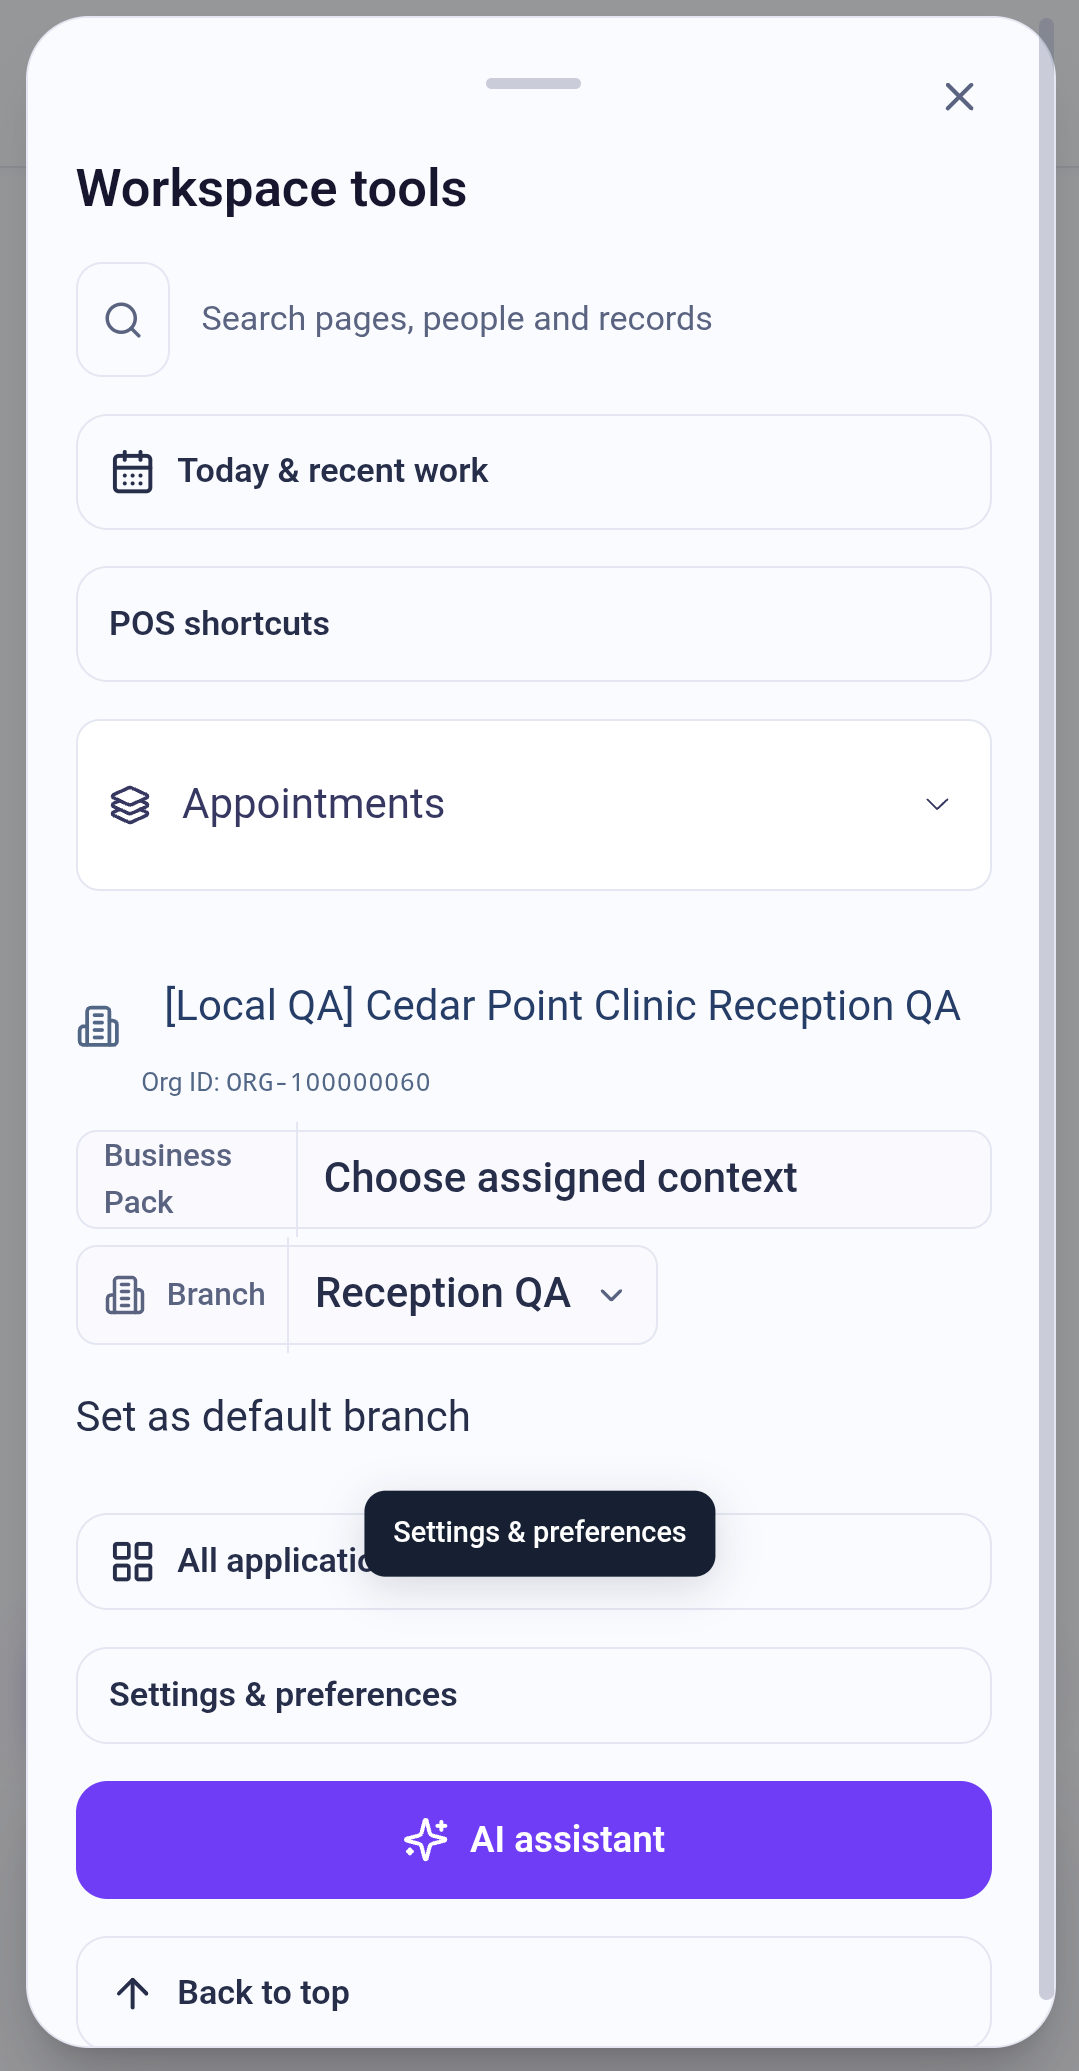 Workspace tools
Search pages, people and records
Today & recent work
POS shortcuts
Appointments
[Local QA] Cedar Point Clinic Reception QA
Org ID: ORG-100000060
Business
Pack
Choose assigned context
Branch
Reception QA
Set as default branch
Settings & preferences
All
Settings & preferences
AI assistant
Back to top